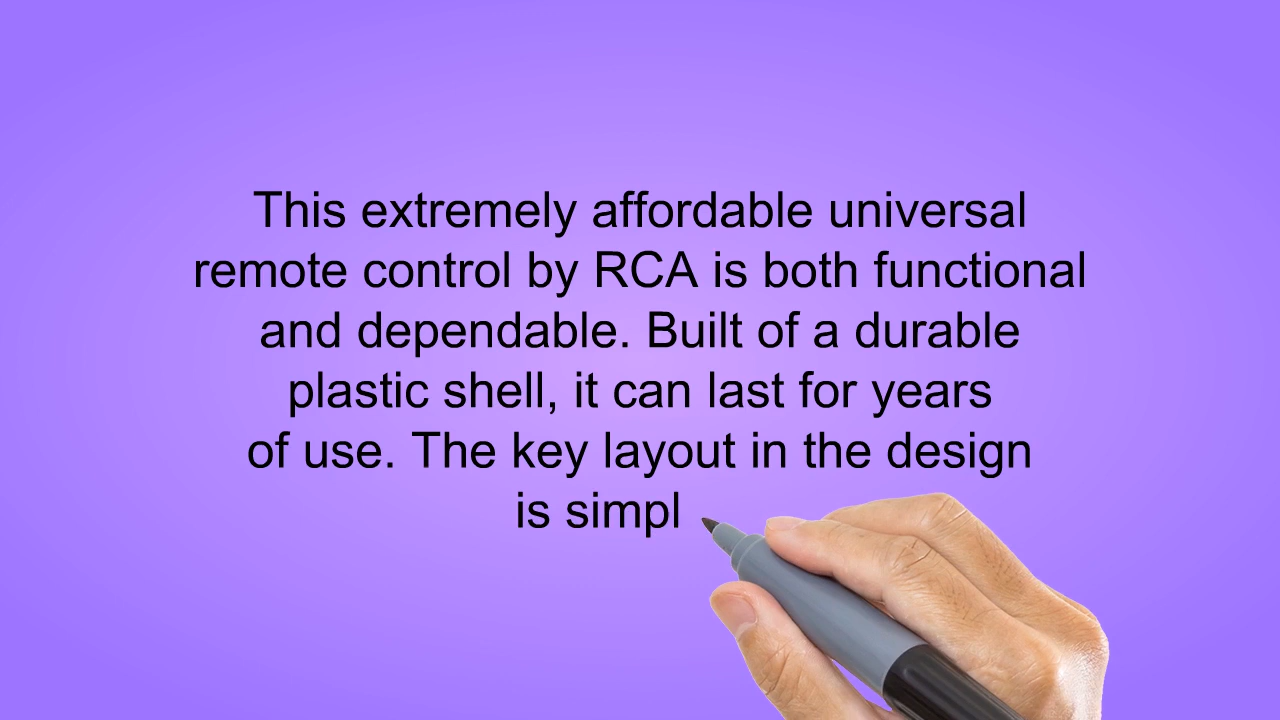 This extremely affordable universal
remote control by RCA is both functional
and dependable. Built of a durable
plastic shell, it can last for years
of use. The key layout in the design
is simpl